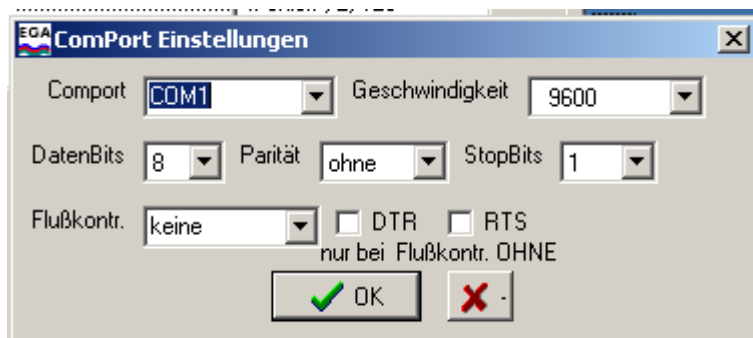 EGA ComPort Einstellungen
Comport COM1 Geschwindigkeit 9600
DatenBits 8 Parität ohne StopBits 1
Flußkontr. keine DTR RTS
nur bei Flußkontr. OHNE
OK -